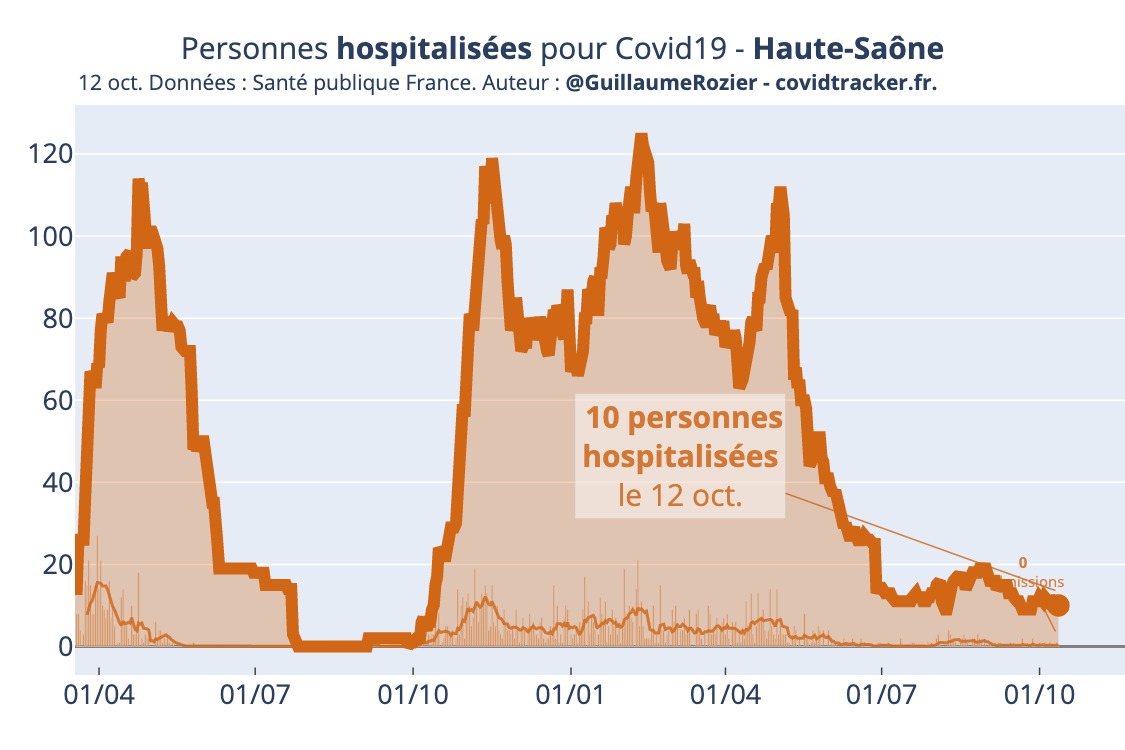 Personnes hospitalisées pour Covid19 - Haute-Saône
12 oct. Données : Santé publique France. Auteur : @GuillaumeRozier - covidtracker.fr.
120
100
80
60
40
20
0
10 personnes
hospitalisées
le 12 oct.
0
01/04 01/07 01/10 01/01 01/04 01/07 01/10